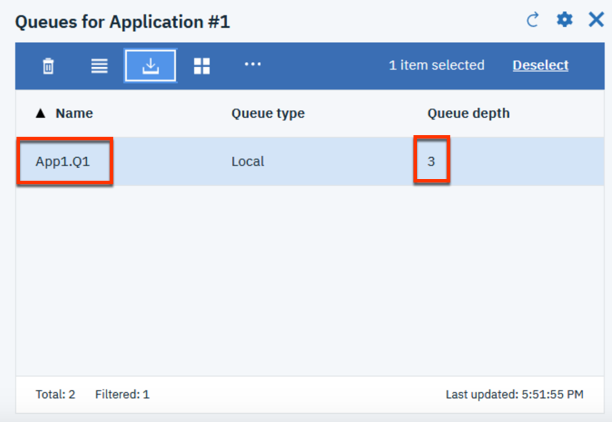 Queues for Application #1
1 item selected Deselect
▲ Name Queue type Queue depth
App1.Q1 Local 3
Total: 2 Filtered: 1 Last updated: 5:51:55 PM